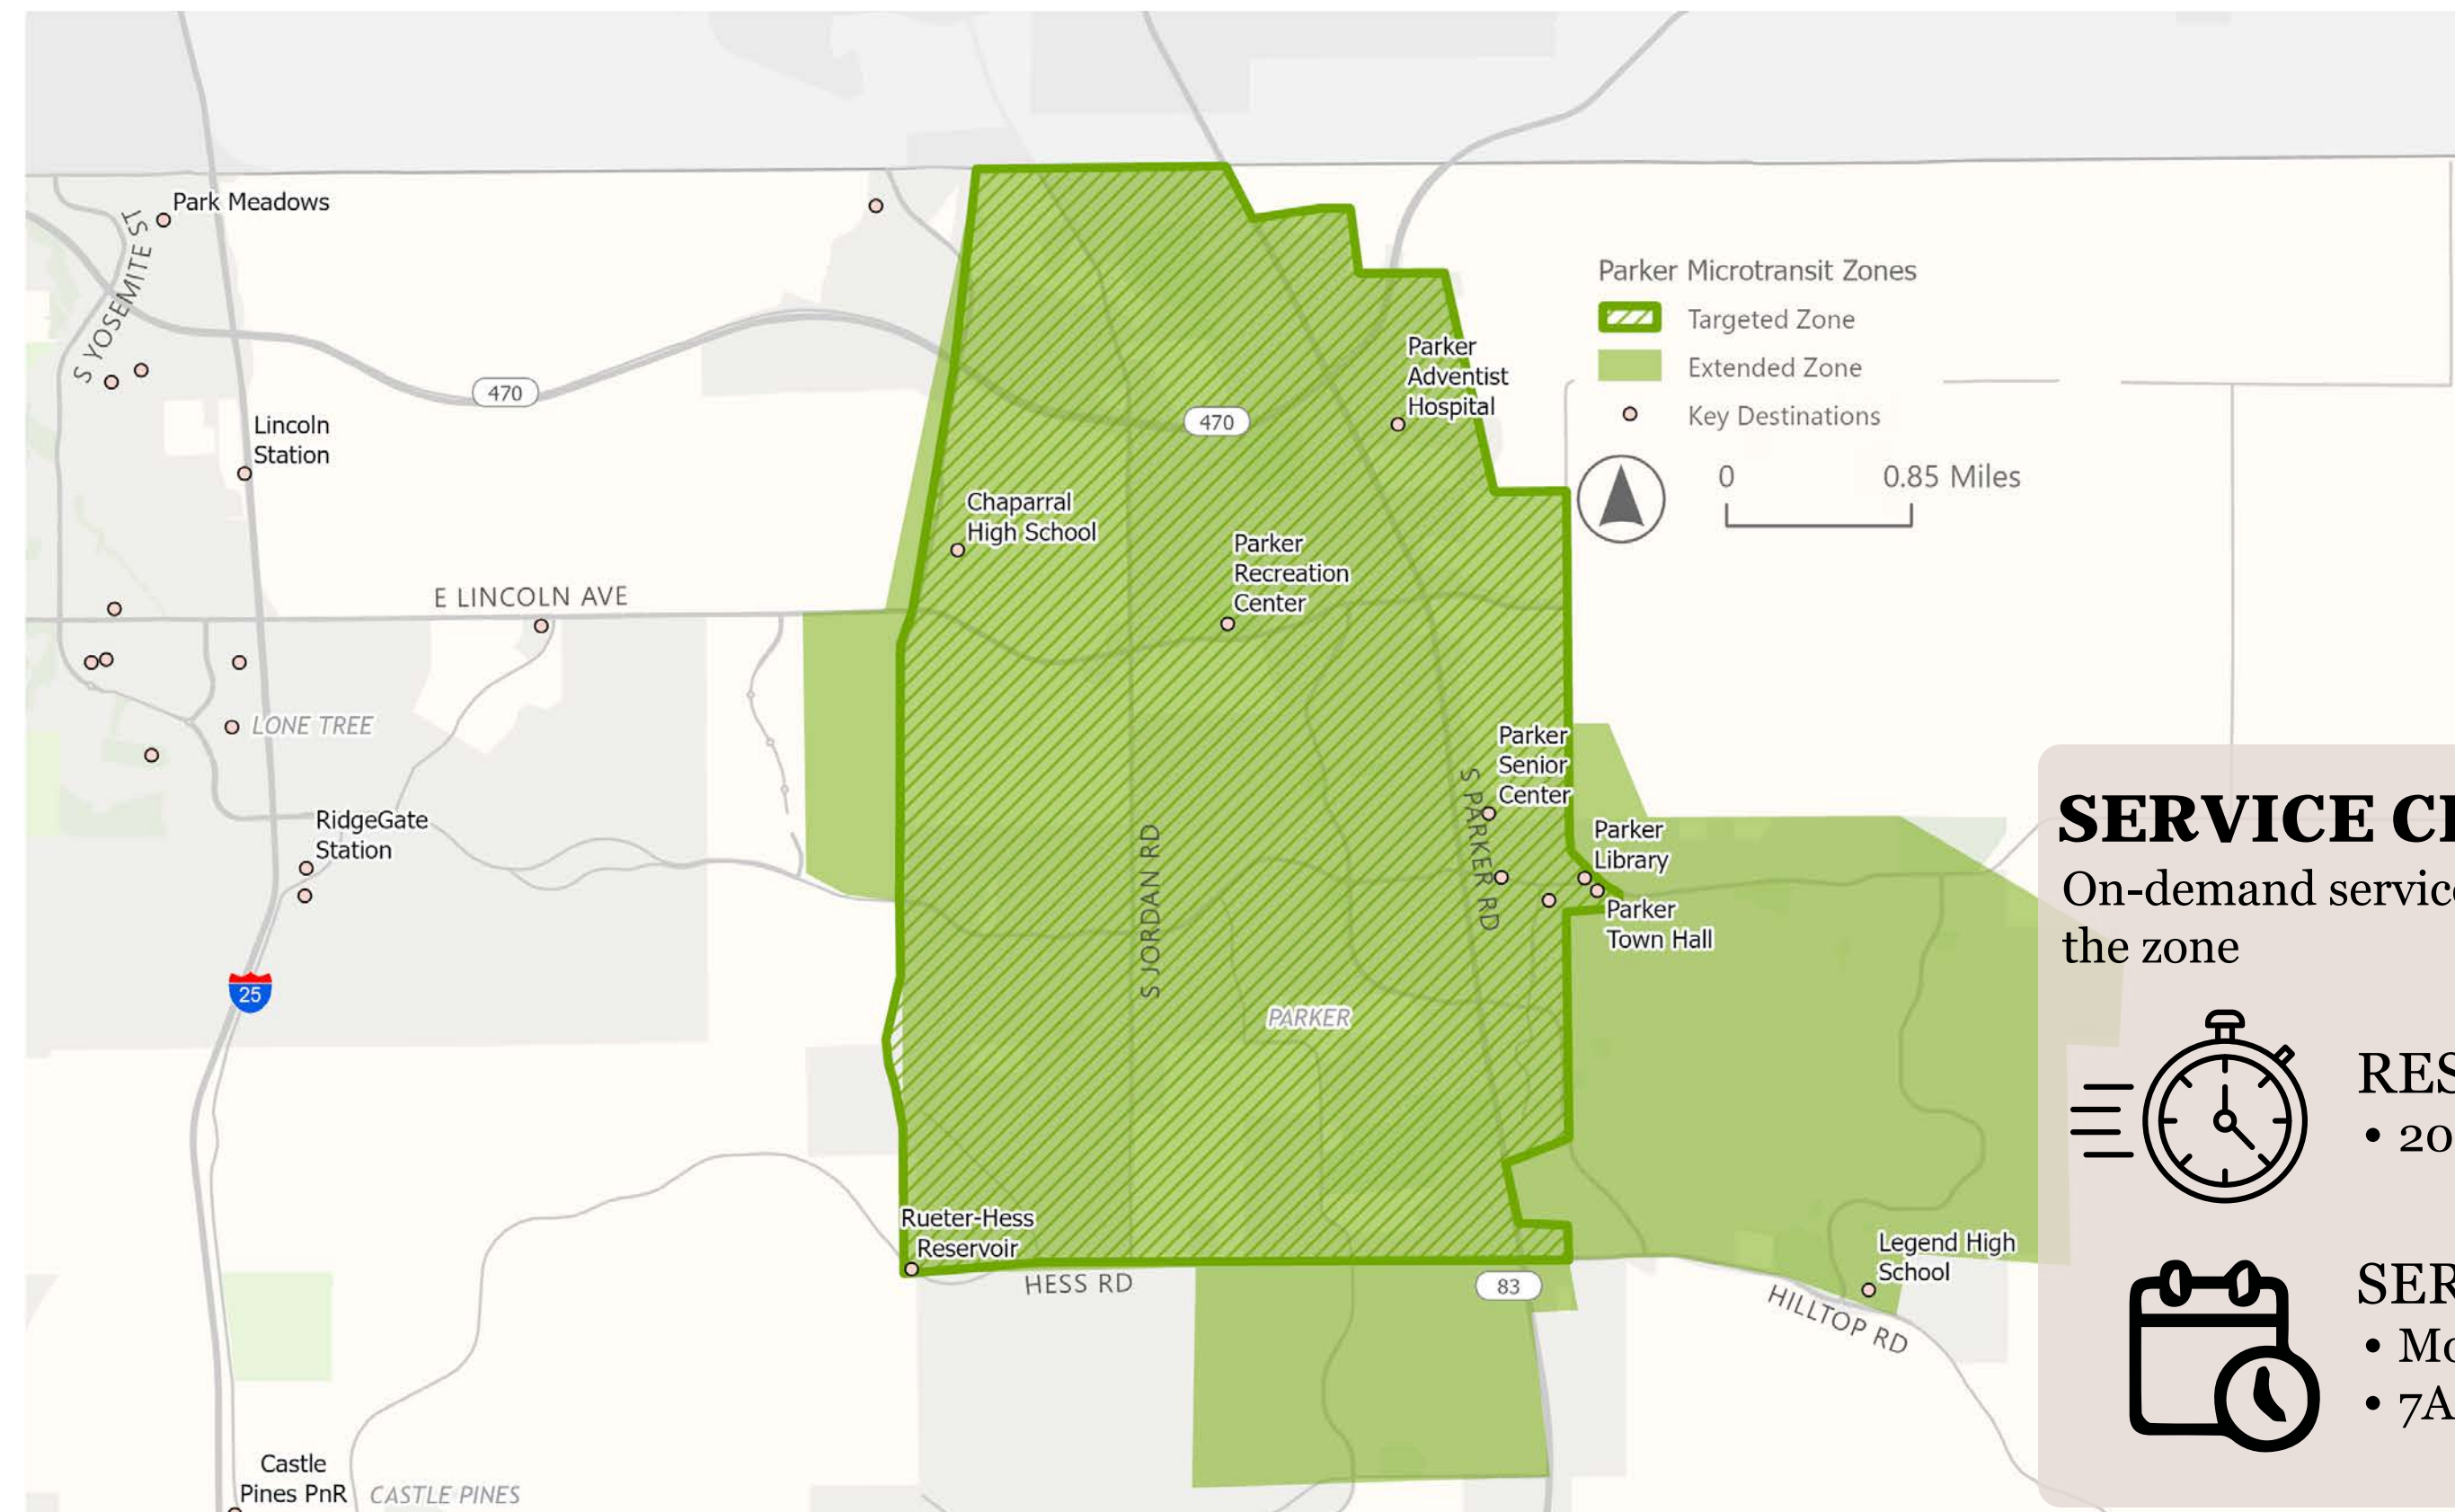 Park Meadows
S YOSEMITE ST
470
Lincoln
Station
E LINCOLN AVE
LONE TREE
RidgeGate
Station
25
Castle
Pines PnR
CASTLE PINES
470
Parker
Adventist
Hospital
Chaparral
High School
Parker
Recreation
Center
Parker
Senior
Center
S PARKER RD
Parker
Library
Parker
Town Hall
S JORDAN RD
PARKER
Rueter-Hess
Reservoir
HESS RD
83
Legend High
School
HILLTOP RD
Parker Microtransit Zones
Targeted Zone
Extended Zone
Key Destinations
0 0.85 Miles
SERVICE
On-demand service
the zone
RES
• 20
SER
• Mo
• 7A